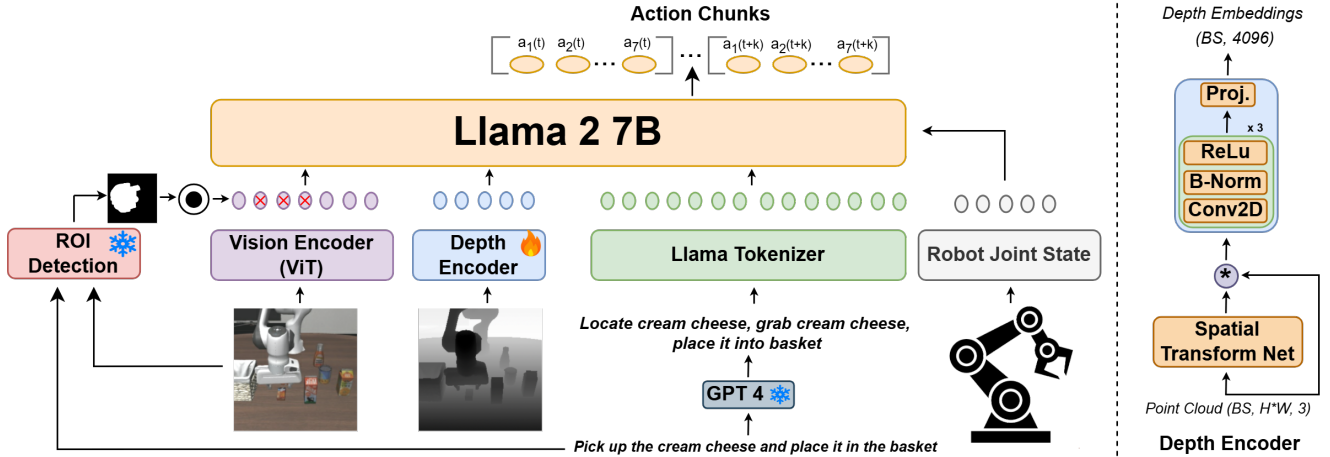 Action Chunks
a1(t) a2(t) ... a7(t) ... a1(t+k) a2(t+k) ... a7(t+k)
Llama 2 7B
ROI
Detection
Vision Encoder
(ViT)
Depth
Encoder
Llama Tokenizer
Robot Joint State
Locate cream cheese, grab cream cheese,
place it into basket
GPT 4
Pick up the cream cheese and place it in the basket
Depth Embeddings
(BS, 4096)
Proj.
x 3
ReLu
B-Norm
Conv2D
*
Spatial
Transform Net
Point Cloud (BS, H*W, 3)
Depth Encoder